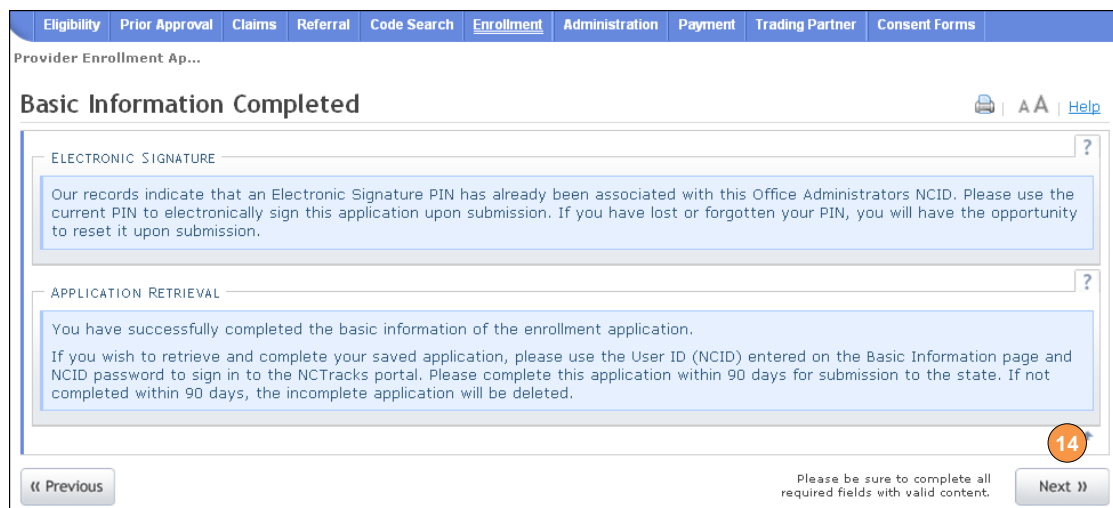 Eligibility Prior Approval Claims Referral Code Search Enrollment Administration Payment Trading Partner Consent Forms
Provider Enrollment Ap...
Basic Information Completed
A A Help
ELECTRONIC SIGNATURE
?
Our records indicate that an Electronic Signature PIN has already been associated with this Office Administrators NCID. Please use the
current PIN to electronically sign this application upon submission. If you have lost or forgotten your PIN, you will have the opportunity
to reset it upon submission.
APPLICATION RETRIEVAL
?
You have successfully completed the basic information of the enrollment application.
If you wish to retrieve and complete your saved application, please use the User ID (NCID) entered on the Basic Information page and
NCID password to sign in to the NCTracks portal. Please complete this application within 90 days for submission to the state. If not
completed within 90 days, the incomplete application will be deleted.
14
« Previous
Please be sure to complete all
required fields with valid content.
Next »